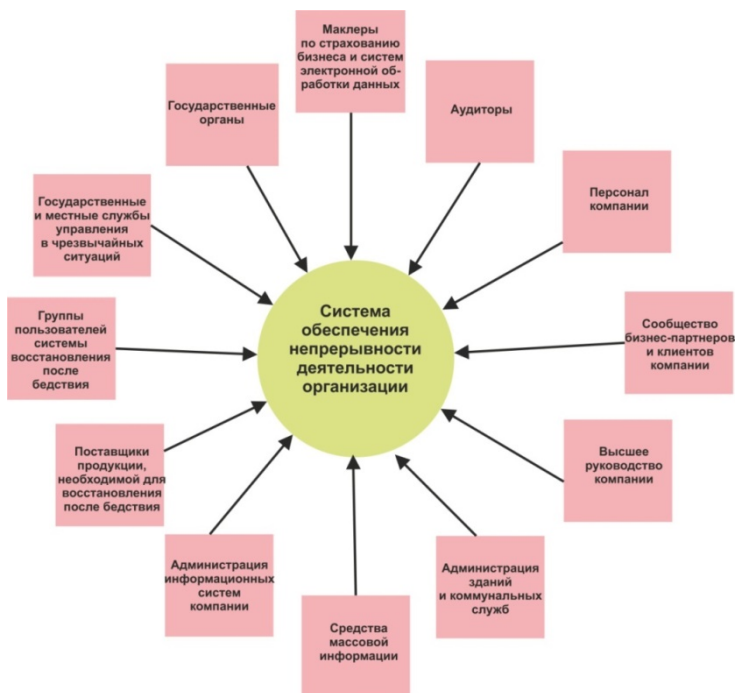 Маклеры
по страхованию
бизнеса и систем
электронной об-
работки данных
Аудиторы
Персонал
компании
Сообщество
бизнес-партнеров
и клиентов
компании
Высшее
руководство
компании
Администрация
зданий
и коммунальных
служб
Средства
массовой
информации
Администрация
информационных
систем
компании
Поставщики
продукции,
необходимой для
восстановления
после бедствия
Группы
пользователей
системы
восстановления
после
бедствия
Государственные
и местные службы
управления
в чрезвычайных
ситуаций
Государственные
органы
Система
обеспечения
непрерывности
деятельности
организации